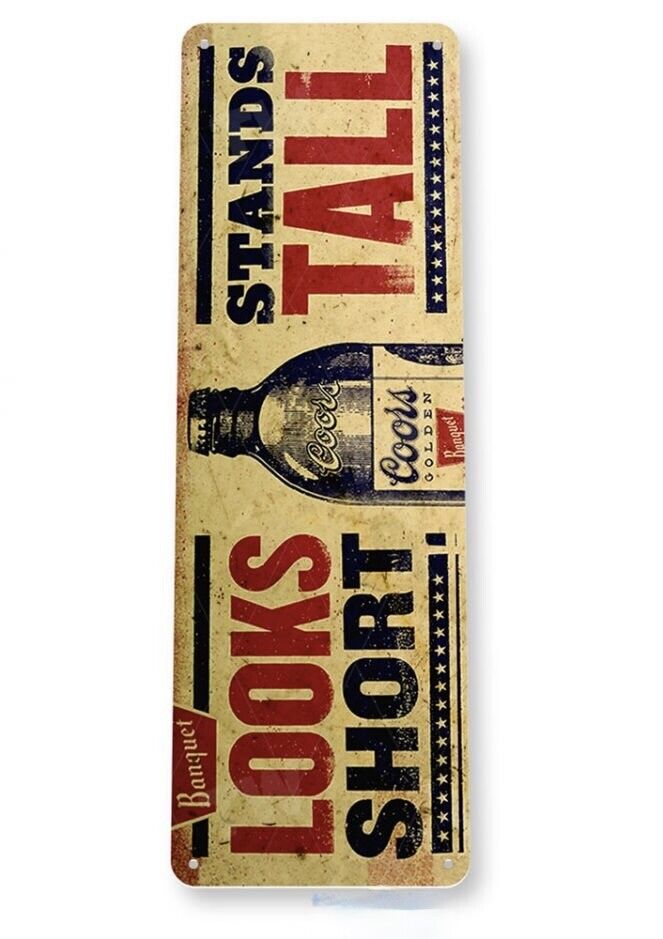 Banquet
LOOKS
SHORT
Coors
Coors
GOLDEN
Banquet
STANDS
TALL